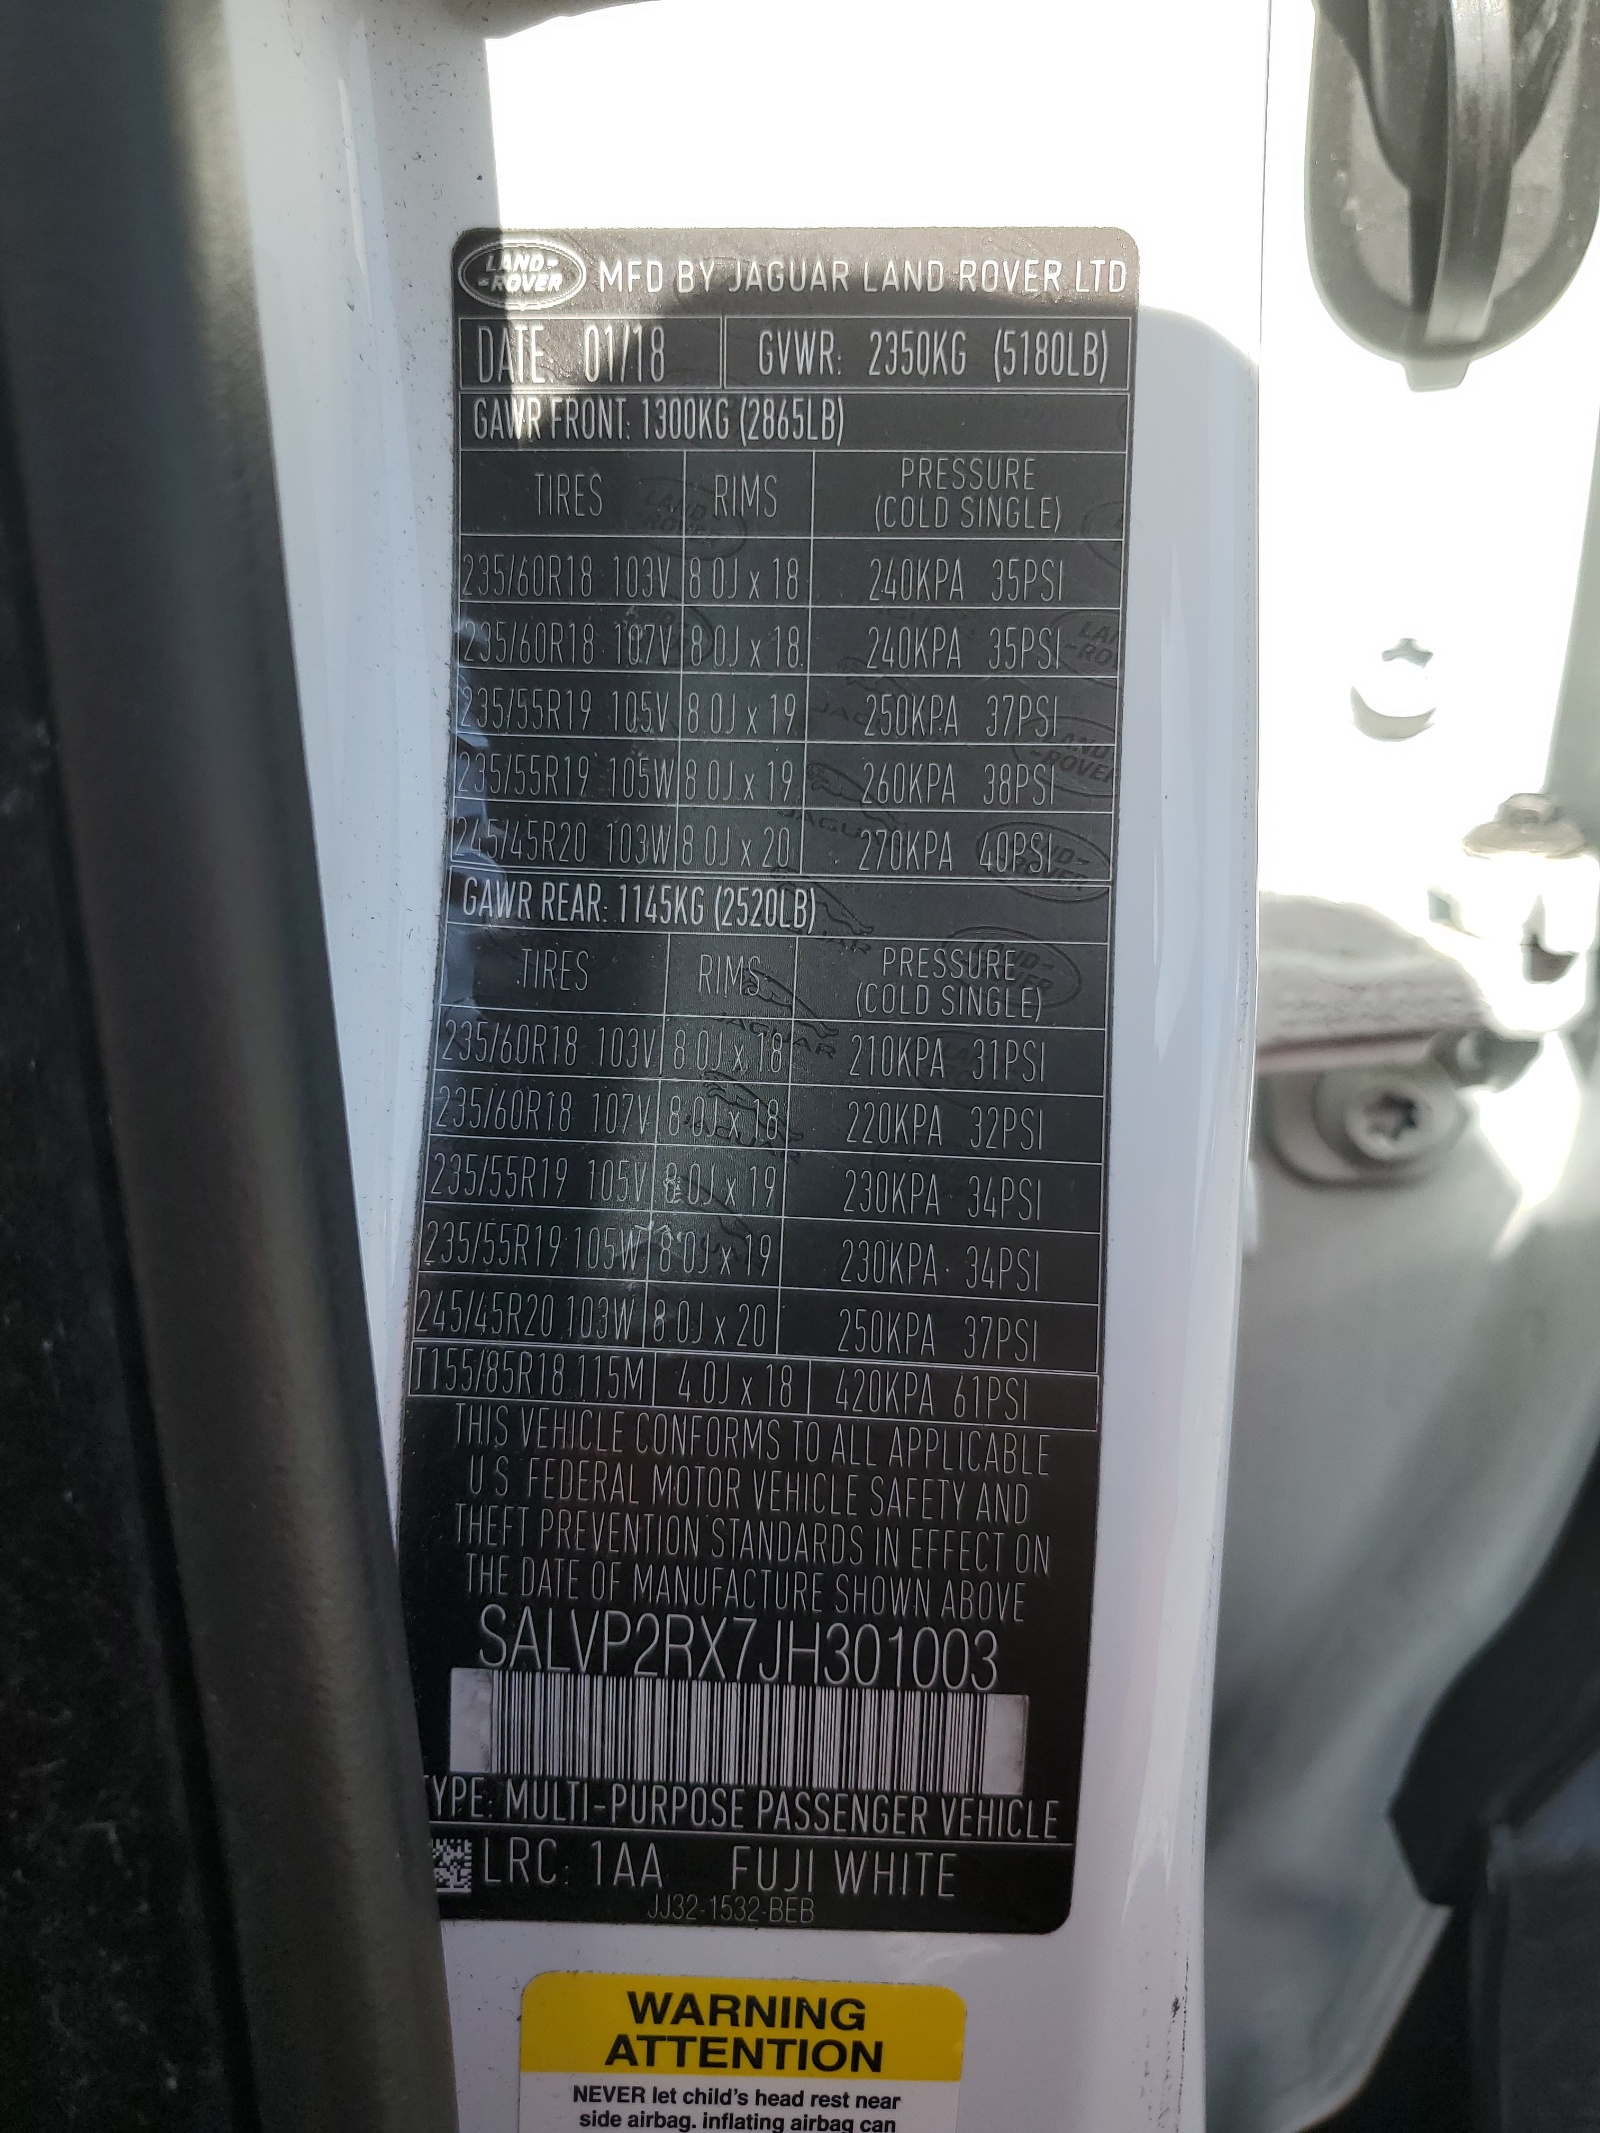 LAND-
-ROVER
MFD BY JAGUAR LAND ROVER LTD
DATE: 01/18 GVWR: 2350KG (5180LB)
GAWR FRONT: 1300KG (2865LB)
TIRES RIMS PRESSURE
(COLD SINGLE)
235/60R18 103V 8.0J x 18 240KPA 35PSI
235/60R18 107V 8.0J x 18 240KPA 35PSI
235/55R19 105V 8.0J x 19 250KPA 37PSI
235/55R19 105W 8.0J x 19 260KPA 38PSI
245/45R20 103W 8.0J x 20 270KPA 40PSI
GAWR REAR: 1145KG (2520LB)
TIRES RIMS PRESSURE
(COLD SINGLE)
235/60R18 103V 8.0J x 18 210KPA 31PSI
235/60R18 107V 8.0J x 18 220KPA 32PSI
235/55R19 105V 8.0J x 19 230KPA 34PSI
235/55R19 105W 8.0J x 19 230KPA 34PSI
245/45R20 103W 8.0J x 20 250KPA 37PSI
T155/85R18 115M 4.0J x 18 420KPA 61PSI
THIS VEHICLE CONFORMS TO ALL APPLICABLE
U.S. FEDERAL MOTOR VEHICLE SAFETY AND
THEFT PREVENTION STANDARDS IN EFFECT ON
THE DATE OF MANUFACTURE SHOWN ABOVE
SALVP2RX7JH301003
TYPE: MULTI-PURPOSE PASSENGER VEHICLE
LRC: 1AA FUJI WHITE
JJ32-1532-BEB
WARNING
ATTENTION
NEVER let child's head rest near
side airbag. inflating airbag can